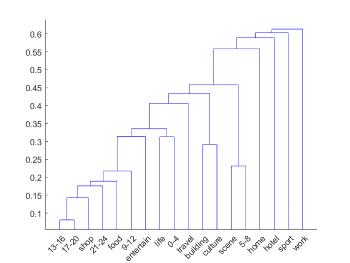 0.6
0.55
0.5
0.45
0.4
0.35
0.3
0.25
0.2
0.15
0.1
13-16
17-20
shop
21-24
food
9-12
entertain
life
0-4
travel
building
culture
scene
5-8
home
hotel
sport
work